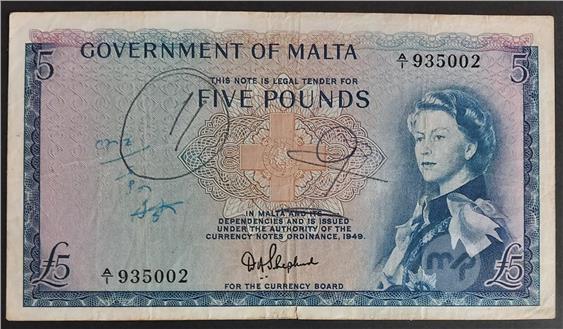 GOVERNMENT OF MALTA
5
A/1 935002
5
THIS NOTE IS LEGAL TENDER FOR
FIVE POUNDS
11
IN MALTA AND ITS
DEPENDENCIES AND IS ISSUED
UNDER THE AUTHORITY OF THE
CURRENCY NOTES ORDINANCE, 1949.
£5
A/1 935002
£5
FOR THE CURRENCY BOARD